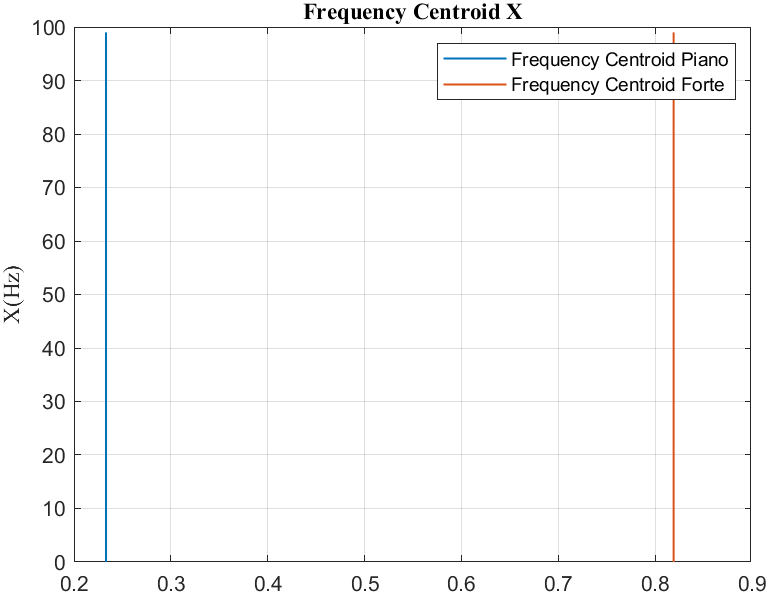 Frequency Centroid X
Frequency Centroid Piano
Frequency Centroid Forte
X(Hz)
100
90
80
70
60
50
40
30
20
10
0
0.2 0.3 0.4 0.5 0.6 0.7 0.8 0.9